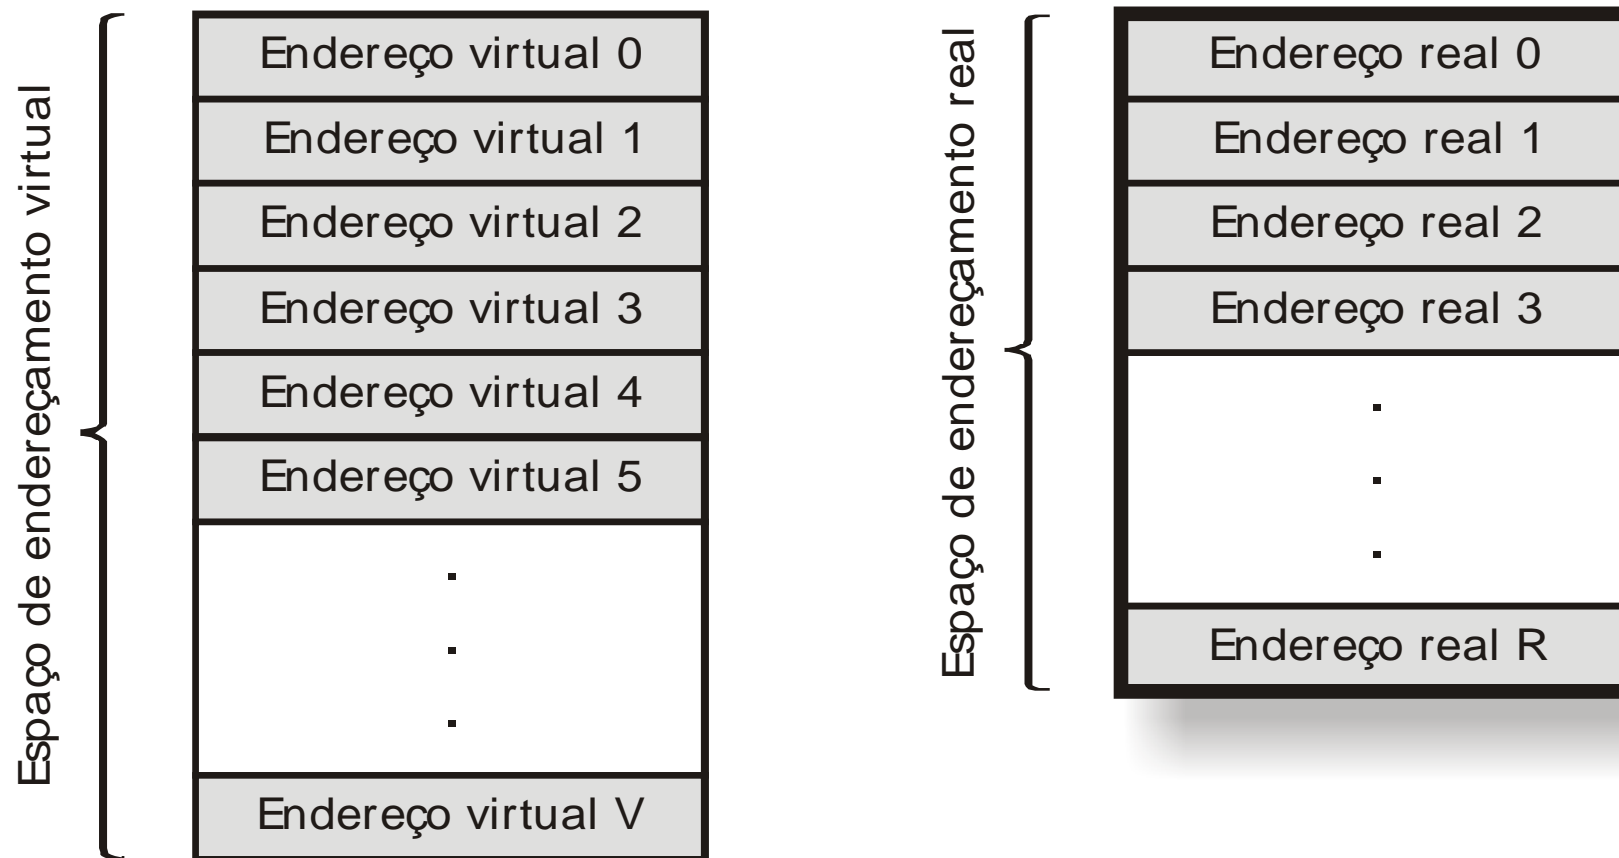 Espaço de endereçamento virtual
Endereço virtual 0
Endereço virtual 1
Endereço virtual 2
Endereço virtual 3
Endereço virtual 4
Endereço virtual 5
.
.
.
Endereço virtual V
Espaço de endereçamento real
Endereço real 0
Endereço real 1
Endereço real 2
Endereço real 3
.
.
.
Endereço real R